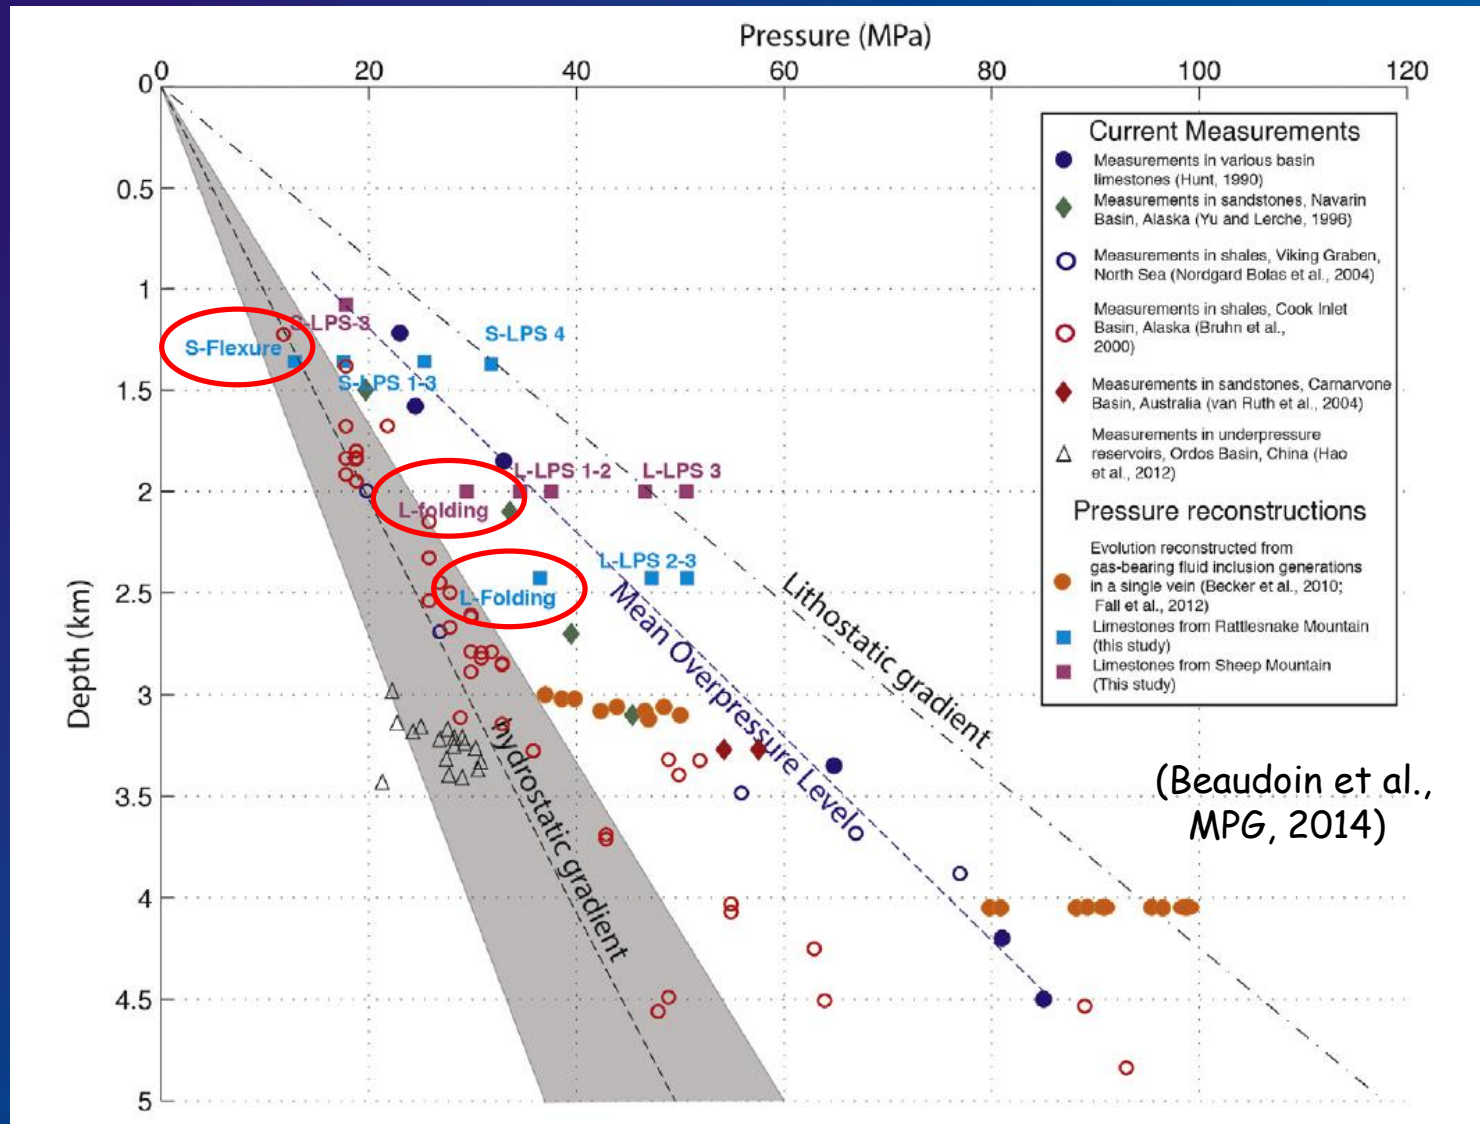 Pressure (MPa)
0 20 40 60 80 100 120
0
0.5
1
1.5
2
2.5
3
3.5
4
4.5
5
Depth (km)
S-LPS-3
S-Flexure
S-LPS 4
S-LPS 1-3
L-LPS 1-2
L-LPS 3
L-folding
L-LPS 2-3
L-Folding
Lithostatic gradient
Mean Overpressure Levelo
hydrostatic gradient
Current Measurements
Measurements in various basin
limestones (Hunt, 1990)
Measurements in sandstones, Navarin
Basin, Alaska (Yu and Lerche, 1996)
Measurements in shales, Viking Graben,
North Sea (Nordgard Bolas et al., 2004)
Measurements in shales, Cook Inlet
Basin, Alaska (Bruhn et al.,
2000)
Measurements in sandstones, Carnarvone
Basin, Australia (van Ruth et al., 2004)
Measurements in underpressure
reservoirs, Ordos Basin, China (Hao
et al., 2012)
Pressure reconstructions
Evolution reconstructed from
gas-bearing fluid inclusion generations
in a single vein (Becker et al., 2010;
Fall et al., 2012)
Limestones from Rattlesnake Mountain
(this study)
Limestones from Sheep Mountain
(This study)
(Beaudoin et al.,
MPG, 2014)